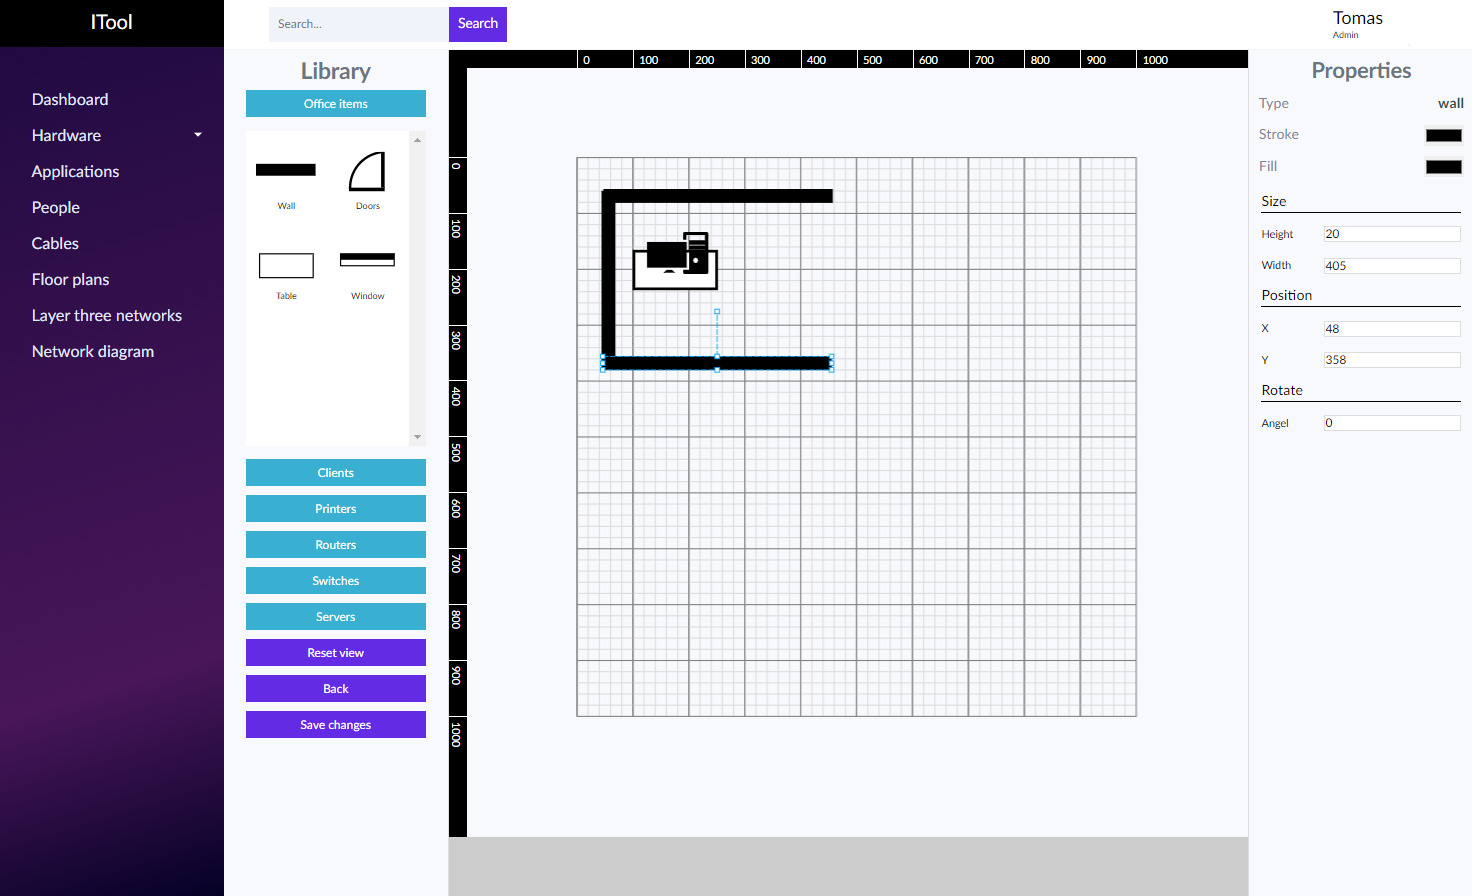 ITool
Search...
Search
Tomas
Admin
Dashboard
Hardware
Applications
People
Cables
Floor plans
Layer three networks
Network diagram
Library
Office items
Wall
Doors
Table
Window
Clients
Printers
Routers
Switches
Servers
Reset view
Back
Save changes
0 100 200 300 400 500 600 700 800 900 1000
0
100
200
300
400
500
600
700
800
900
1000
Properties
Type wall
Stroke
Fill
Size
Height 20
Width 405
Position
X 48
Y 358
Rotate
Angel 0